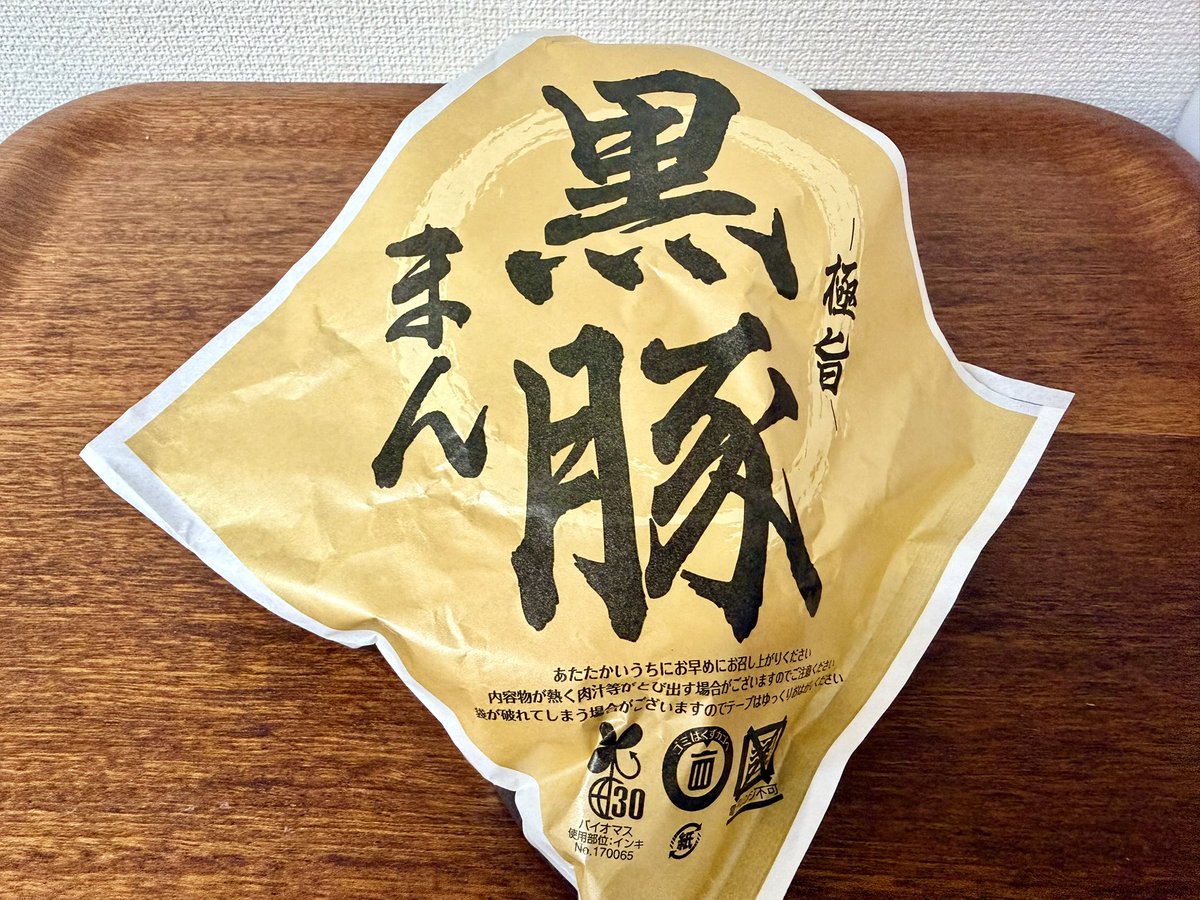 極旨
黒豚
まん
あたたかいうちにお早めにお召し上がりください
内容物が熱く肉汁等がとび出す場合がございますのでご注意ください
袋が破れてしまう場合がございますのでテープはゆっくりおはがしください
ゴミはくずカゴへ
不可
30
バイオマス
使用部位:インキ
No.170065
紙